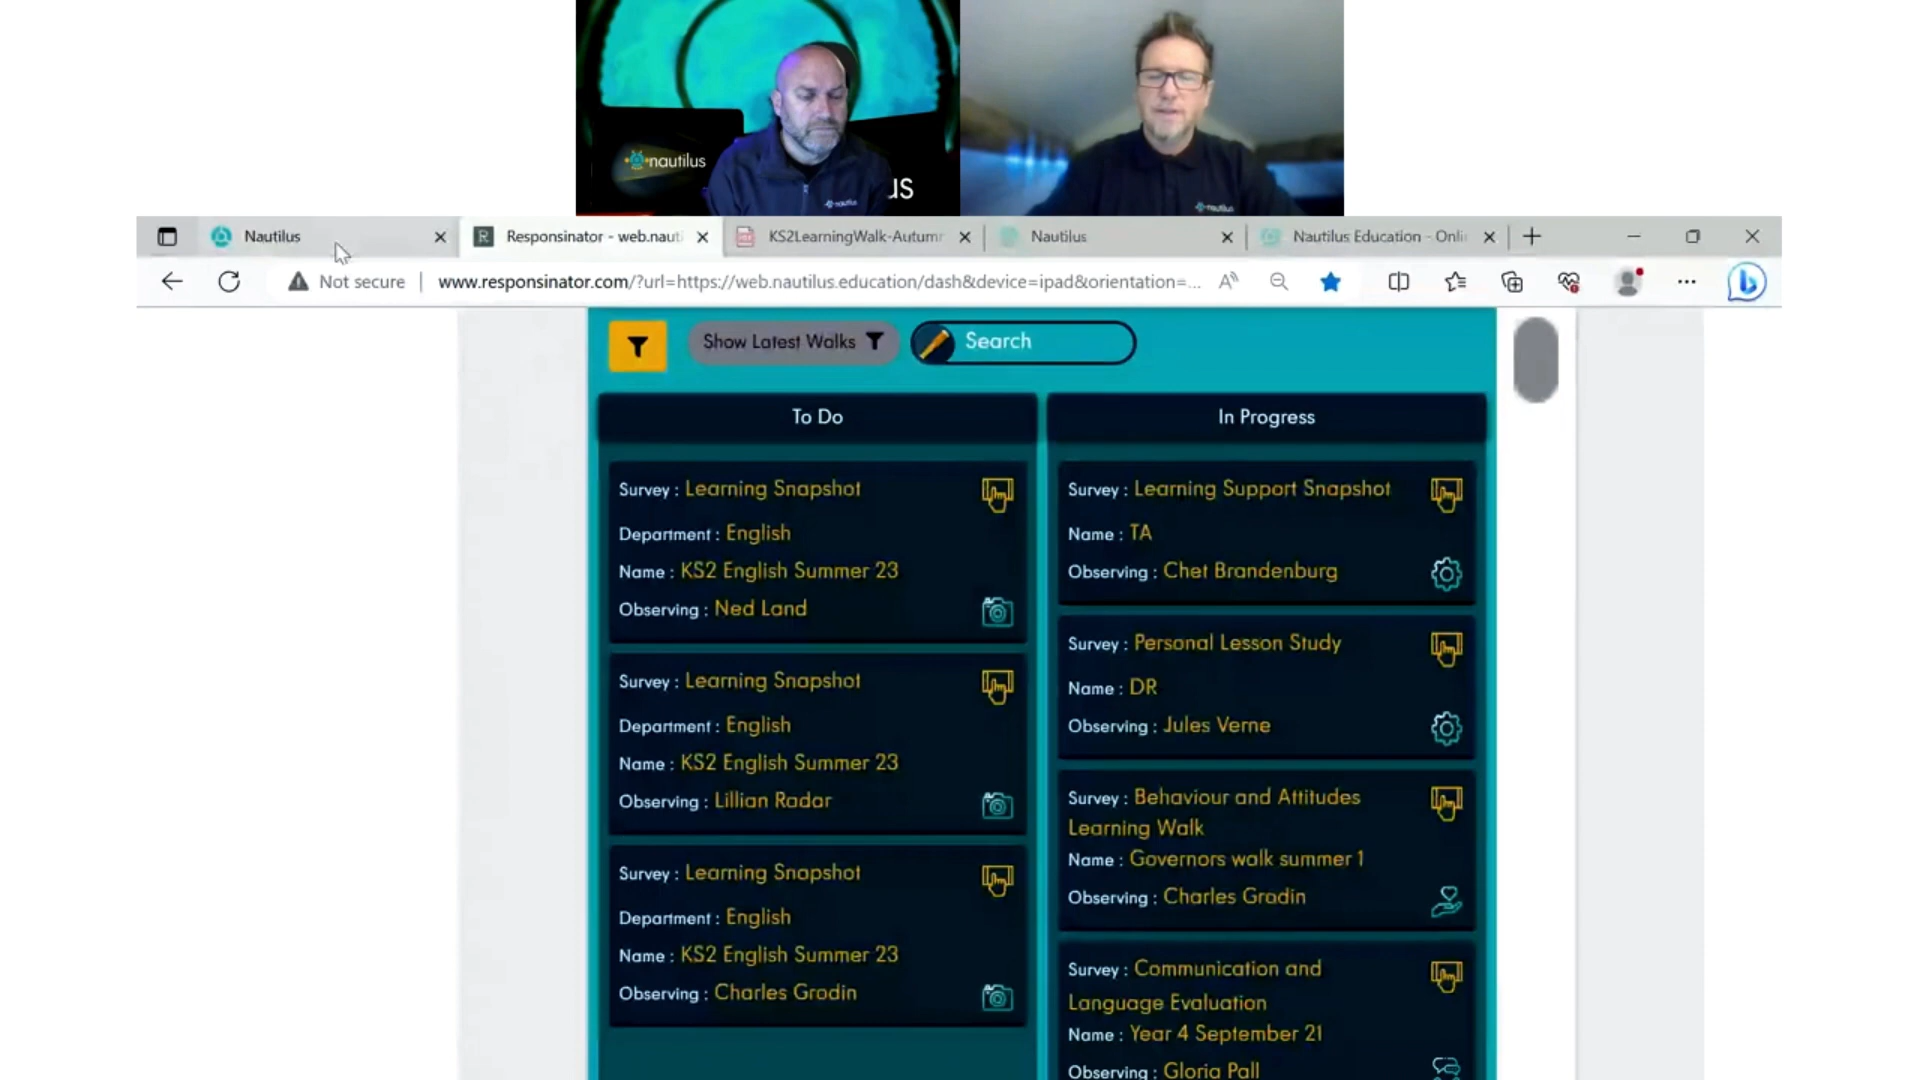 nautilus
us
nautilus
nautilus
Nautilus
Responsinator - web.nauti
KS2LearningWalk-Autumn
Nautilus
Nautilus Education - Onli
Not secure
www.responsinator.com/?url=https://web.nautilus.education/dash&device=ipad&orientation=...
Show Latest Walks
Search
To Do
Survey : Learning Snapshot
Department : English
Name : KS2 English Summer 23
Observing : Ned Land
Survey : Learning Snapshot
Department : English
Name : KS2 English Summer 23
Observing : Lillian Radar
Survey : Learning Snapshot
Department : English
Name : KS2 English Summer 23
Observing : Charles Grodin
In Progress
Survey : Learning Support Snapshot
Name : TA
Observing : Chet Brandenburg
Survey : Personal Lesson Study
Name : DR
Observing : Jules Verne
Survey : Behaviour and Attitudes
Learning Walk
Name : Governors walk summer 1
Observing : Charles Grodin
Survey : Communication and
Language Evaluation
Name : Year 4 September 21
Observing : Gloria Pall